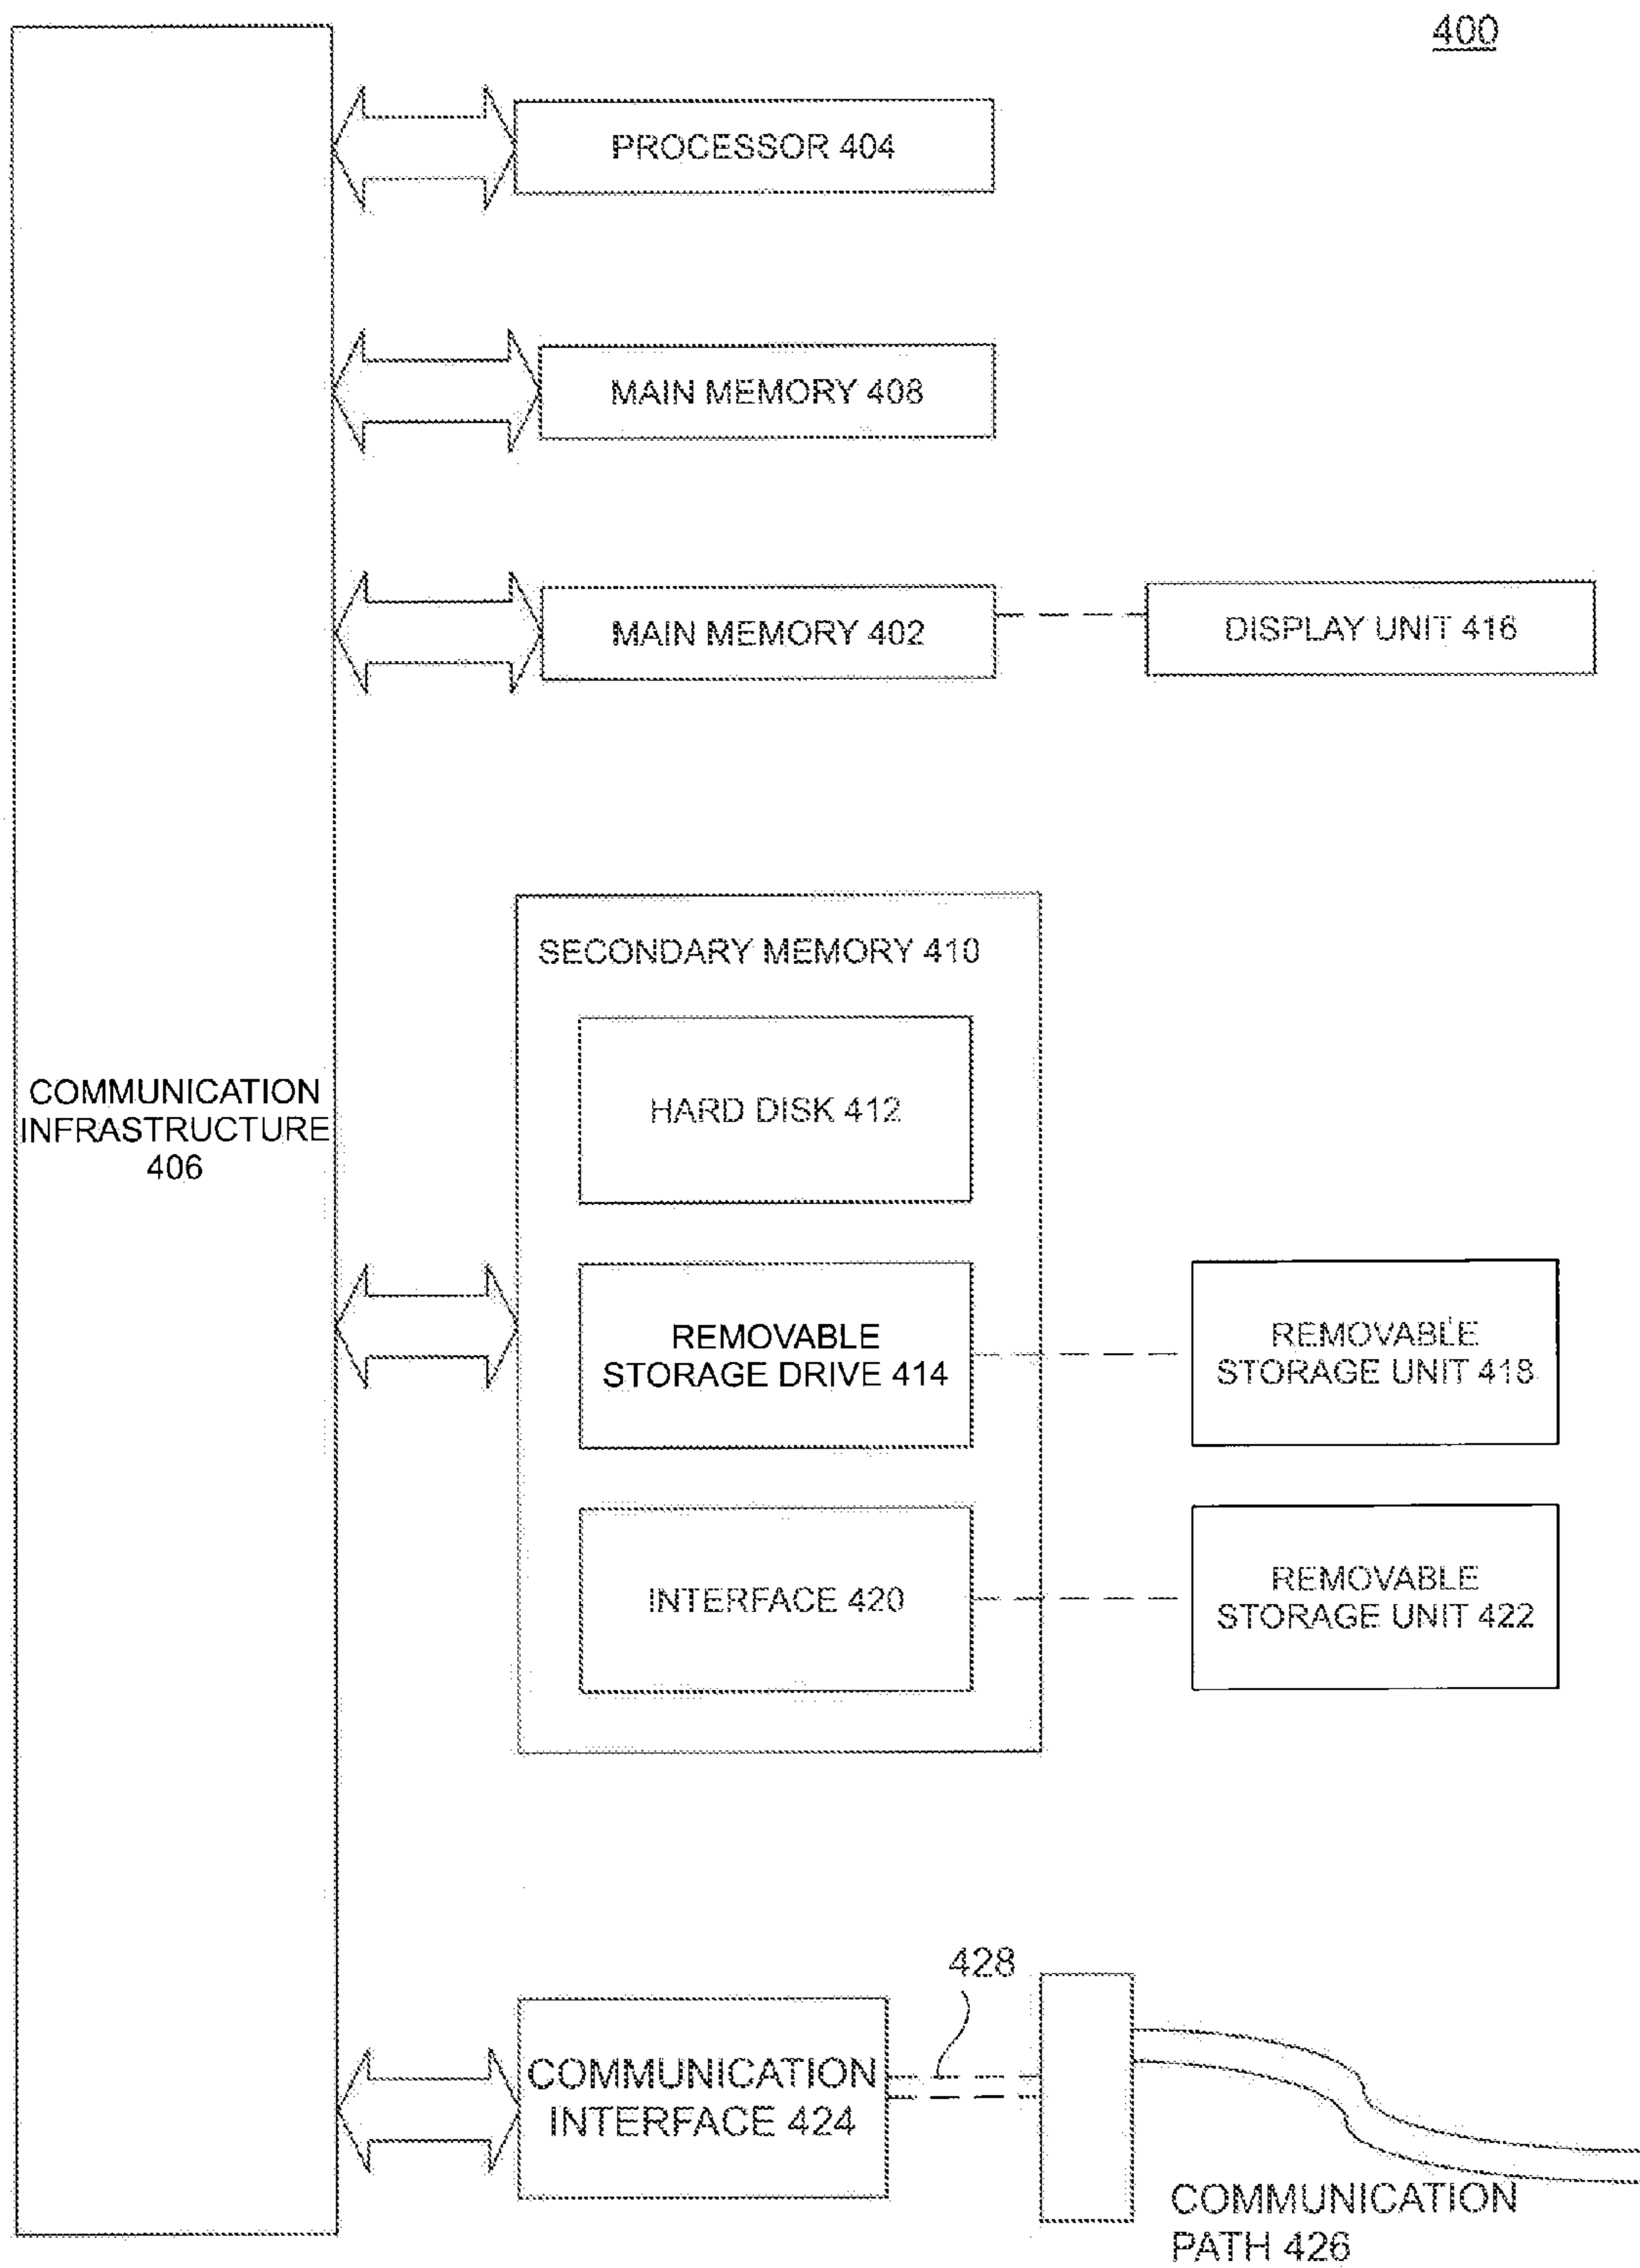 400
PROCESSOR 404
MAIN MEMORY 408
MAIN MEMORY 402
DISPLAY UNIT 416
SECONDARY MEMORY 410
HARD DISK 412
COMMUNICATION
INFRASTRUCTURE
406
REMOVABLE
STORAGE DRIVE 414
REMOVABLE
STORAGE UNIT 418
INTERFACE 420
REMOVABLE
STORAGE UNIT 422
428
COMMUNICATION
INTERFACE 424
COMMUNICATION
PATH 426